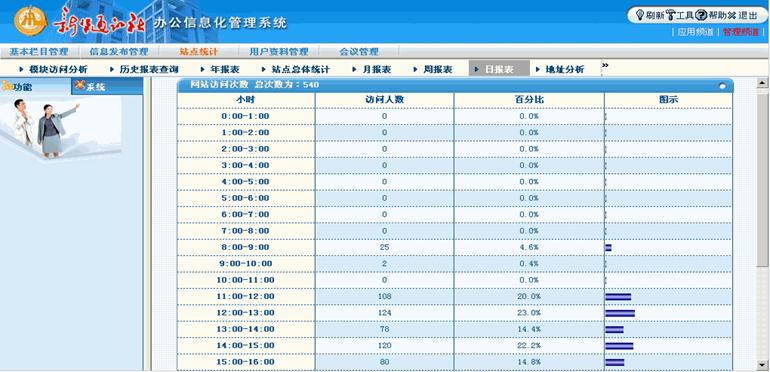 新华通讯社 办公信息化管理系统
刷新 工具 帮助 退出
| 应用频道 | 管理频道 |
基本栏目管理 信息发布管理 站点统计 用户资料管理 会议管理
模块访问分析 历史报表查询 年报表 站点总体统计 月报表 周报表 日报表 地址分析 »
功能 系统
网站访问次数 总次数为：540
小时 访问人数 百分比 图示
0:00-1:00 0 0.0%
1:00-2:00 0 0.0%
2:00-3:00 0 0.0%
3:00-4:00 0 0.0%
4:00-5:00 0 0.0%
5:00-6:00 0 0.0%
6:00-7:00 0 0.0%
7:00-8:00 0 0.0%
8:00-9:00 25 4.6%
9:00-10:00 2 0.4%
10:00-11:00 0 0.0%
11:00-12:00 108 20.0%
12:00-13:00 124 23.0%
13:00-14:00 78 14.4%
14:00-15:00 120 22.2%
15:00-16:00 80 14.8%